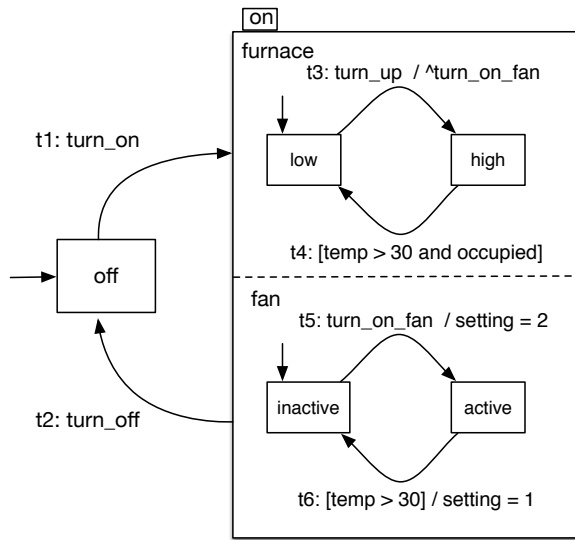 on
furnace
t3: turn_up / ^turn_on_fan
t1: turn_on
low
high
t4: [temp > 30 and occupied]
off
fan
t5: turn_on_fan / setting = 2
inactive
active
t2: turn_off
t6: [temp > 30] / setting = 1